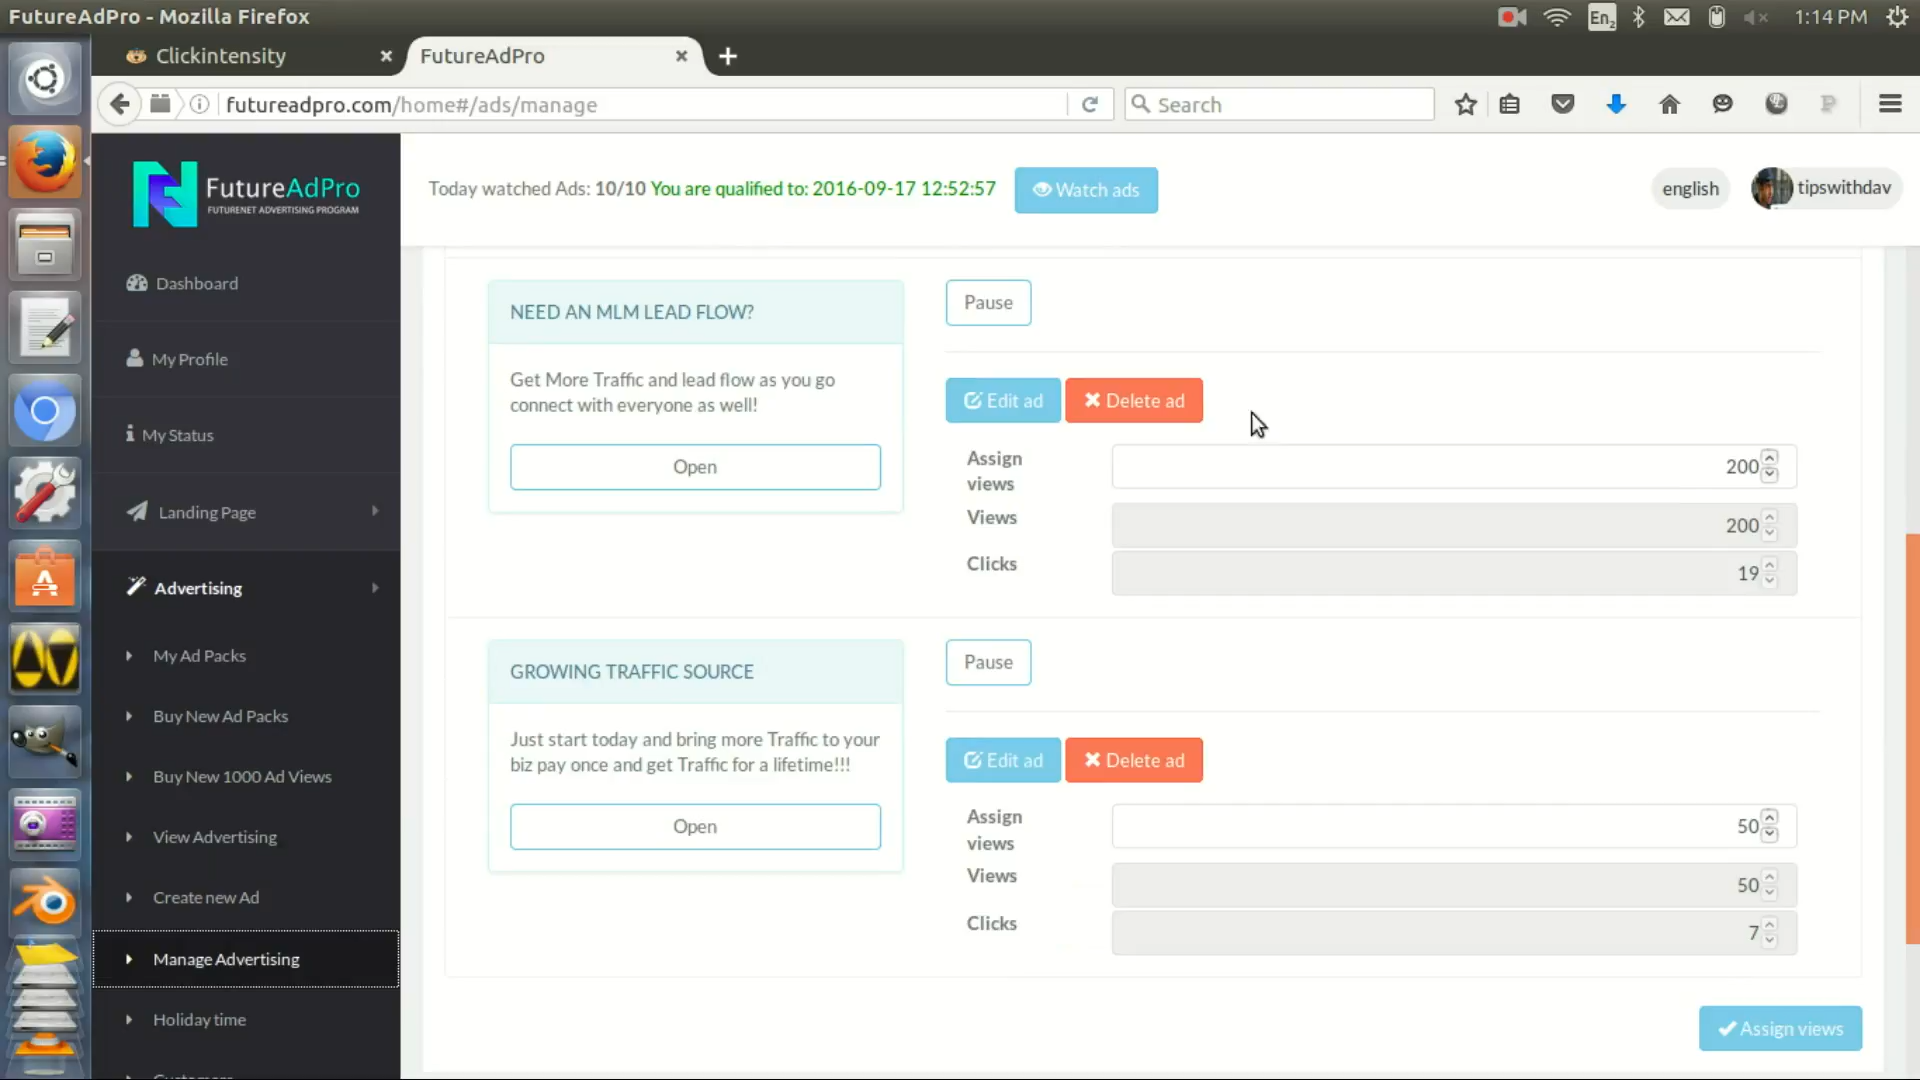 FutureAdPro - Mozilla Firefox
En2
1:14 PM
Clickintensity
FutureAdPro
futureadpro.com/home#/ads/manage
Search
FutureAdPro
FUTURENET ADVERTISING PROGRAM
Today watched Ads: 10/10 You are qualified to: 2016-09-17 12:52:57
Watch ads
english
tipswithdav
Dashboard
My Profile
My Status
Landing Page
Advertising
My Ad Packs
Buy New Ad Packs
Buy New 1000 Ad Views
View Advertising
Create new Ad
Manage Advertising
Holiday time
NEED AN MLM LEAD FLOW?
Get More Traffic and lead flow as you go
connect with everyone as well!
Open
Pause
Edit ad
Delete ad
Assign
views
200
Views
200
Clicks
19
GROWING TRAFFIC SOURCE
Just start today and bring more Traffic to your
biz pay once and get Traffic for a lifetime!!!
Open
Pause
Edit ad
Delete ad
Assign
views
50
Views
50
Clicks
7
Assign views